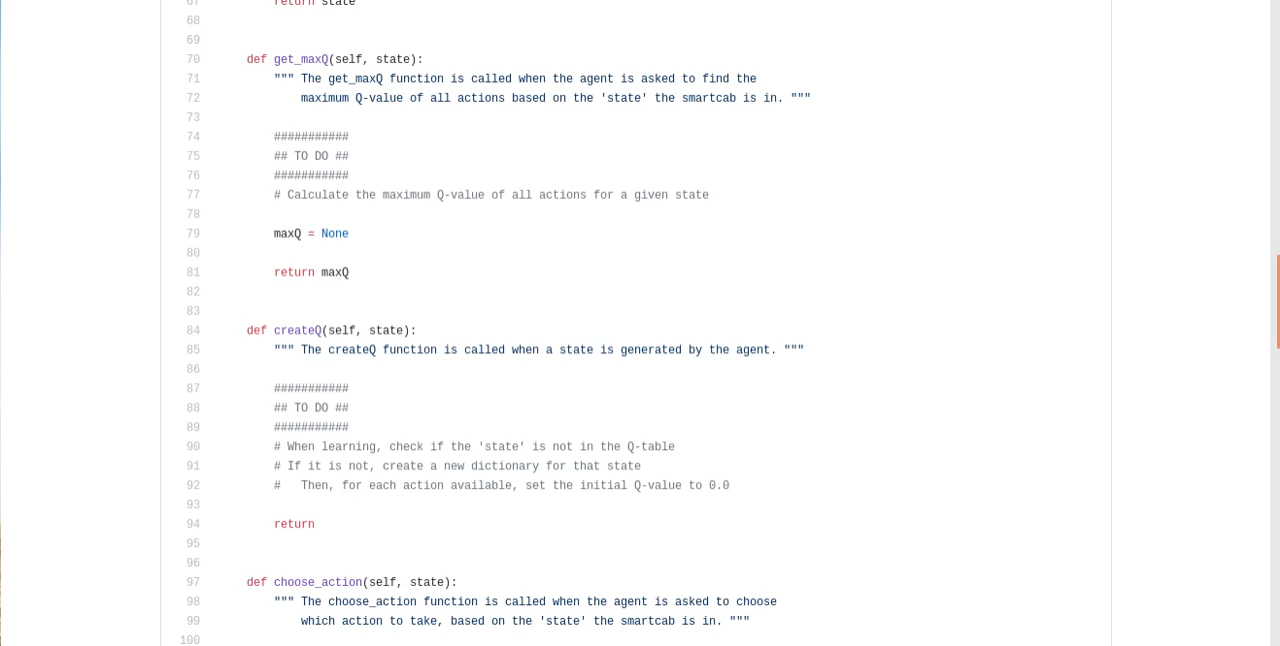 67 return state
68
69
70 def get_maxQ(self, state):
71 """ The get_maxQ function is called when the agent is asked to find the
72 maximum Q-value of all actions based on the 'state' the smartcab is in. """
73
74 ###########
75 ## TO DO ##
76 ###########
77 # Calculate the maximum Q-value of all actions for a given state
78
79 maxQ = None
80
81 return maxQ
82
83
84 def createQ(self, state):
85 """ The createQ function is called when a state is generated by the agent. """
86
87 ###########
88 ## TO DO ##
89 ###########
90 # When learning, check if the 'state' is not in the Q-table
91 # If it is not, create a new dictionary for that state
92 #   Then, for each action available, set the initial Q-value to 0.0
93
94 return
95
96
97 def choose_action(self, state):
98 """ The choose_action function is called when the agent is asked to choose
99 which action to take, based on the 'state' the smartcab is in. """
100